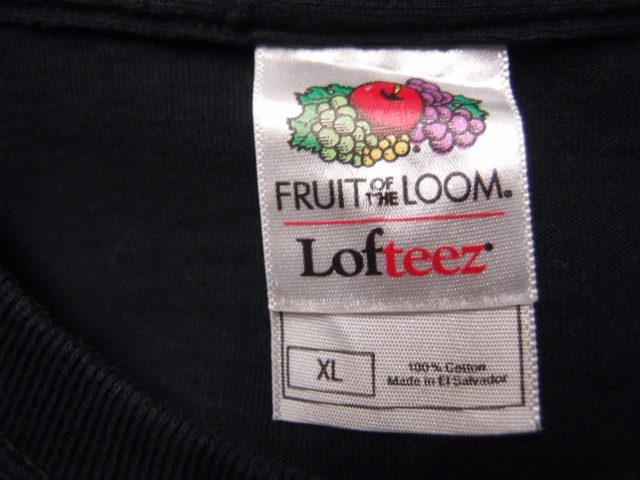 FRUIT OF THE LOOM.
Lofteez
XL
100% Cotton
Made in El Salvador